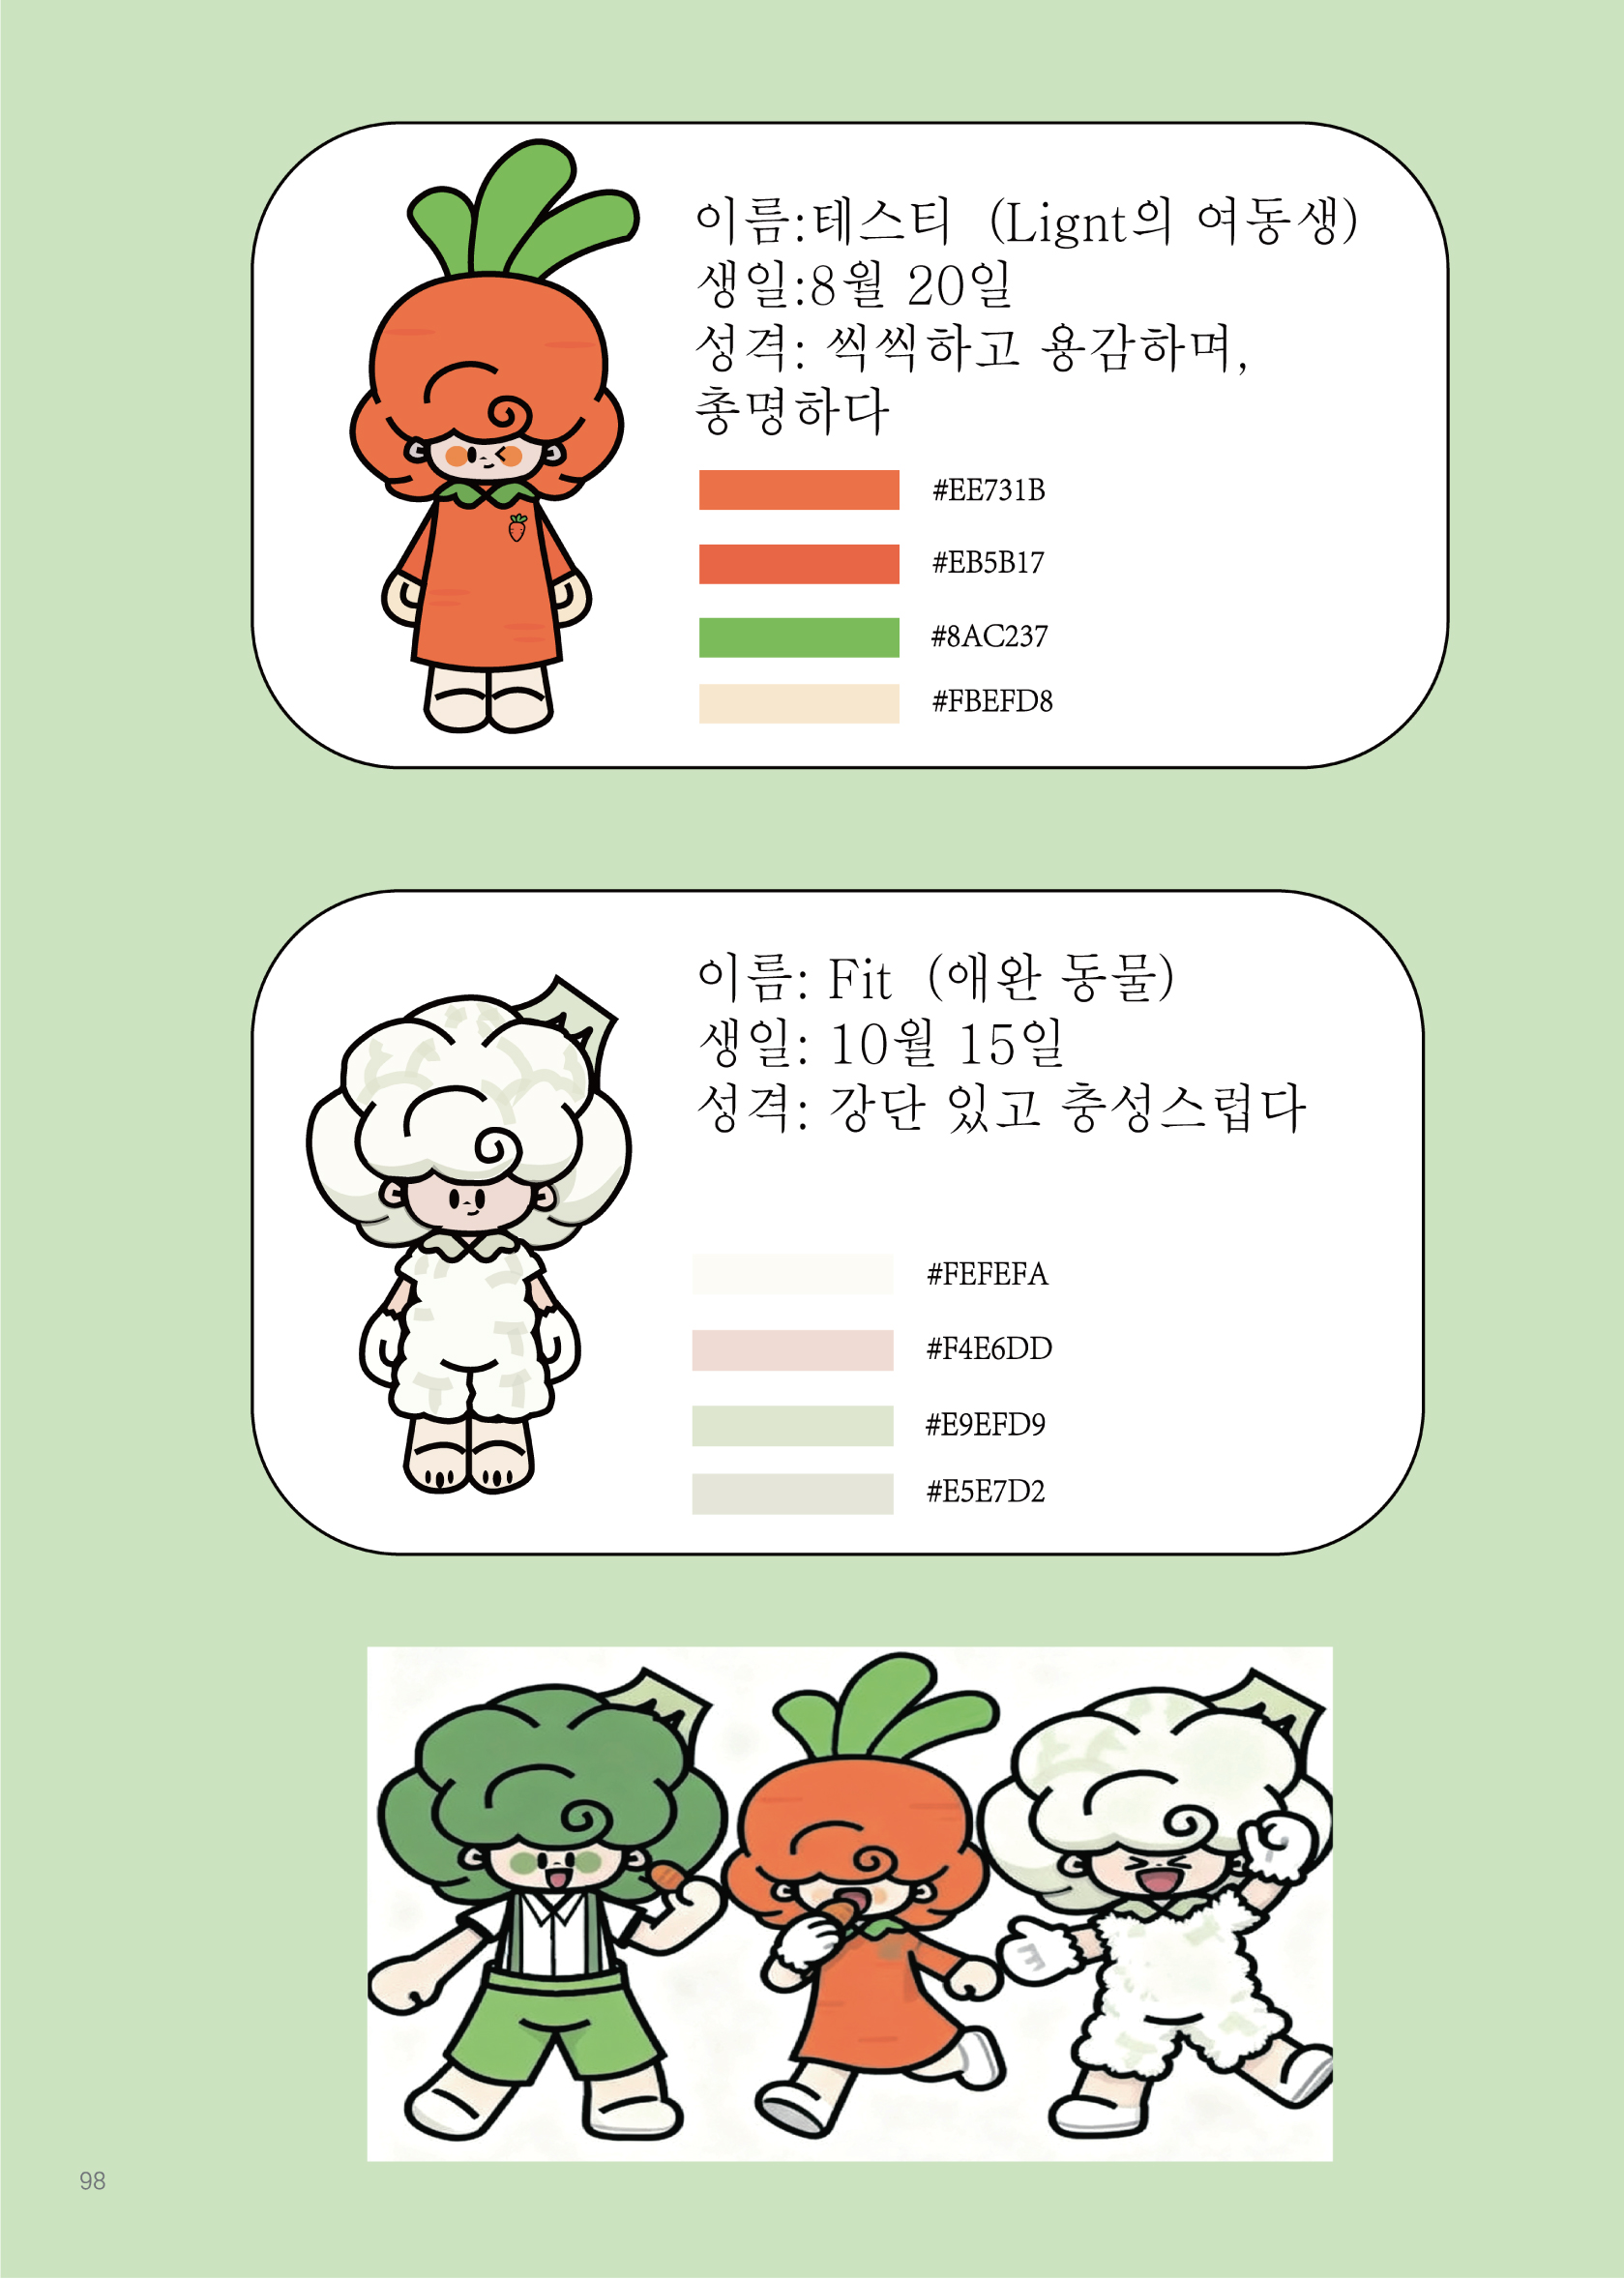 이름:테스티 (Lignt의 여동생)
생일:8월 20일
성격: 씩씩하고 용감하며,
총명하다
#EE731B
#EB5B17
#8AC237
#FBEFD8
이름: Fit (애완 동물)
생일: 10월 15일
성격: 강단 있고 충성스럽다
#FEFEFA
#F4E6DD
#E9EFD9
#E5E7D2
98